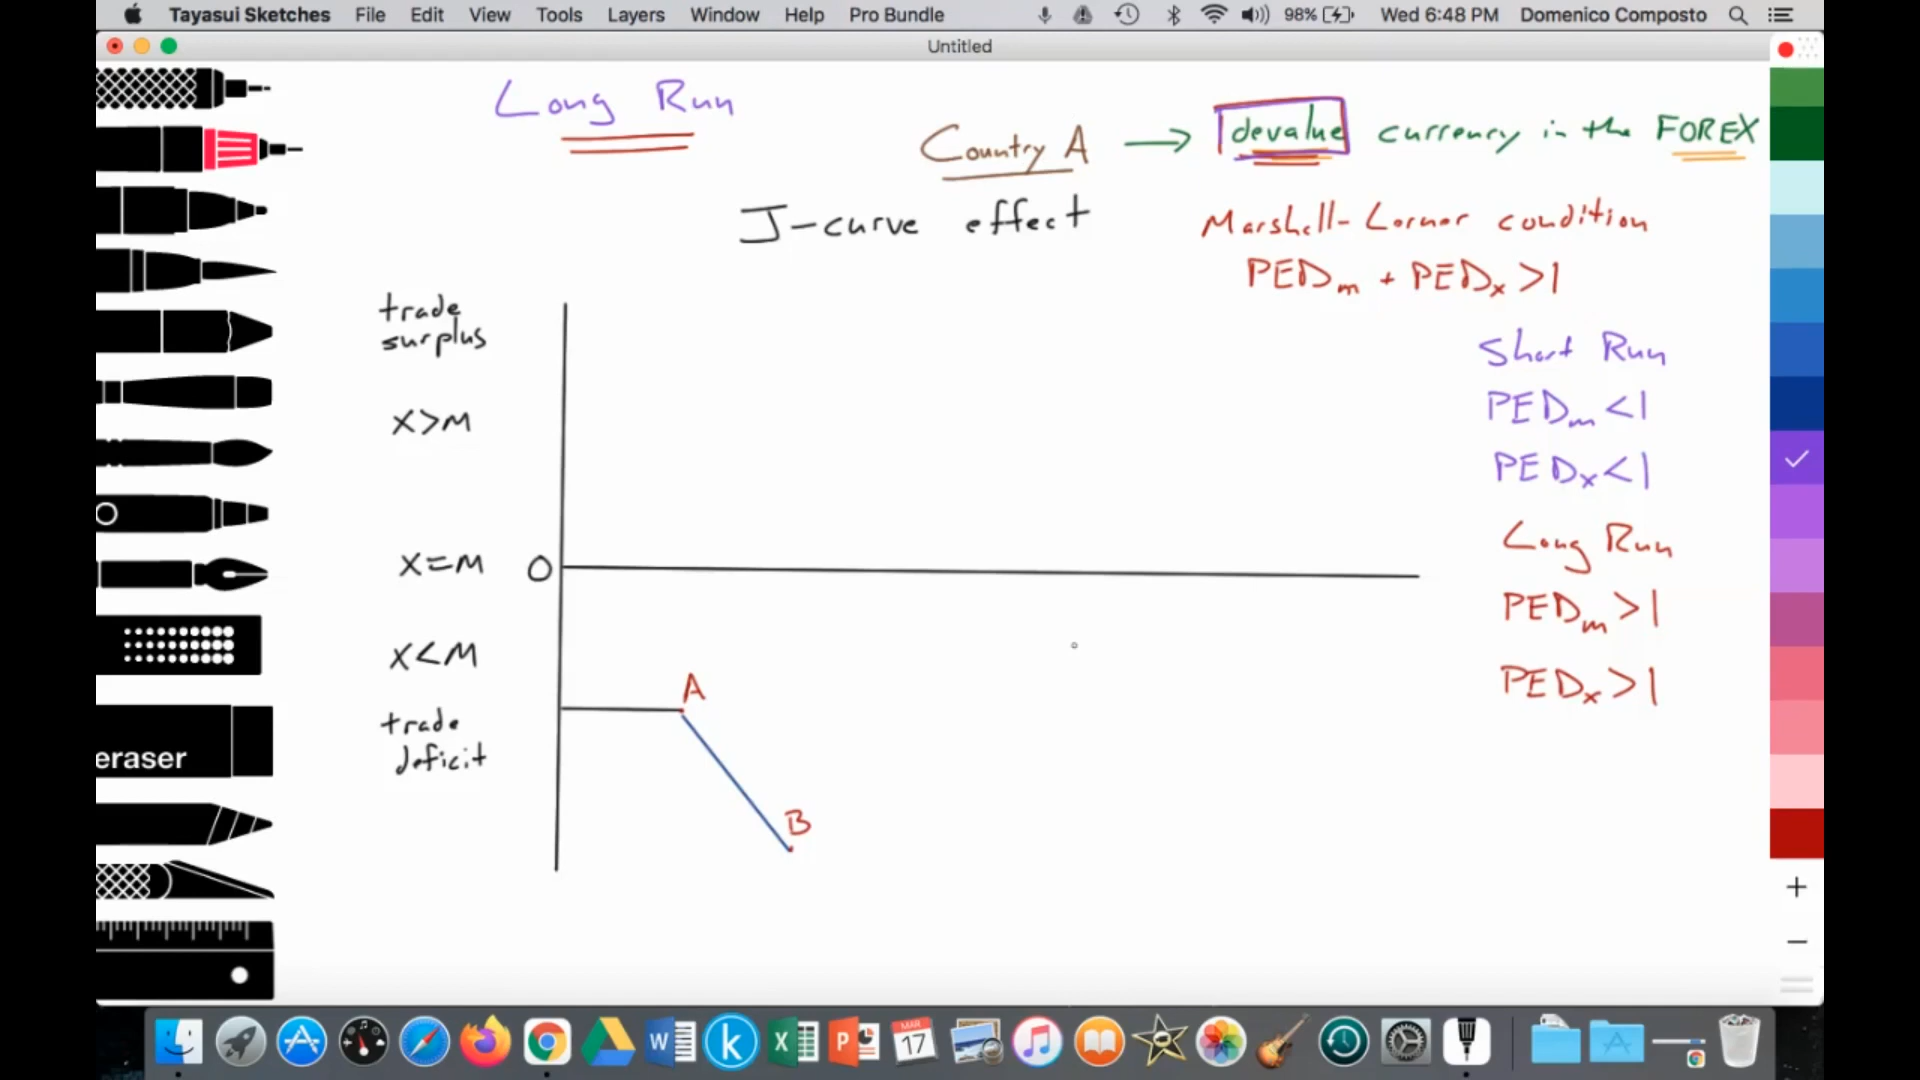 Tayasui Sketches File Edit View Tools Layers Window Help Pro Bundle 98% Wed 6:48 PM Domenico Composto
Untitled
Long Run
Country A → devalue currency in the FOREX
J-curve effect
Marshall-Lerner condition
PEDm + PEDx >1
trade
surplus
Short Run
X>M
PEDm <1
PEDx <1
Long Run
X=M 0
PEDm >1
X<M
A
PEDx >1
trade
deficit
B
eraser
W
k
X
P
MAR
17